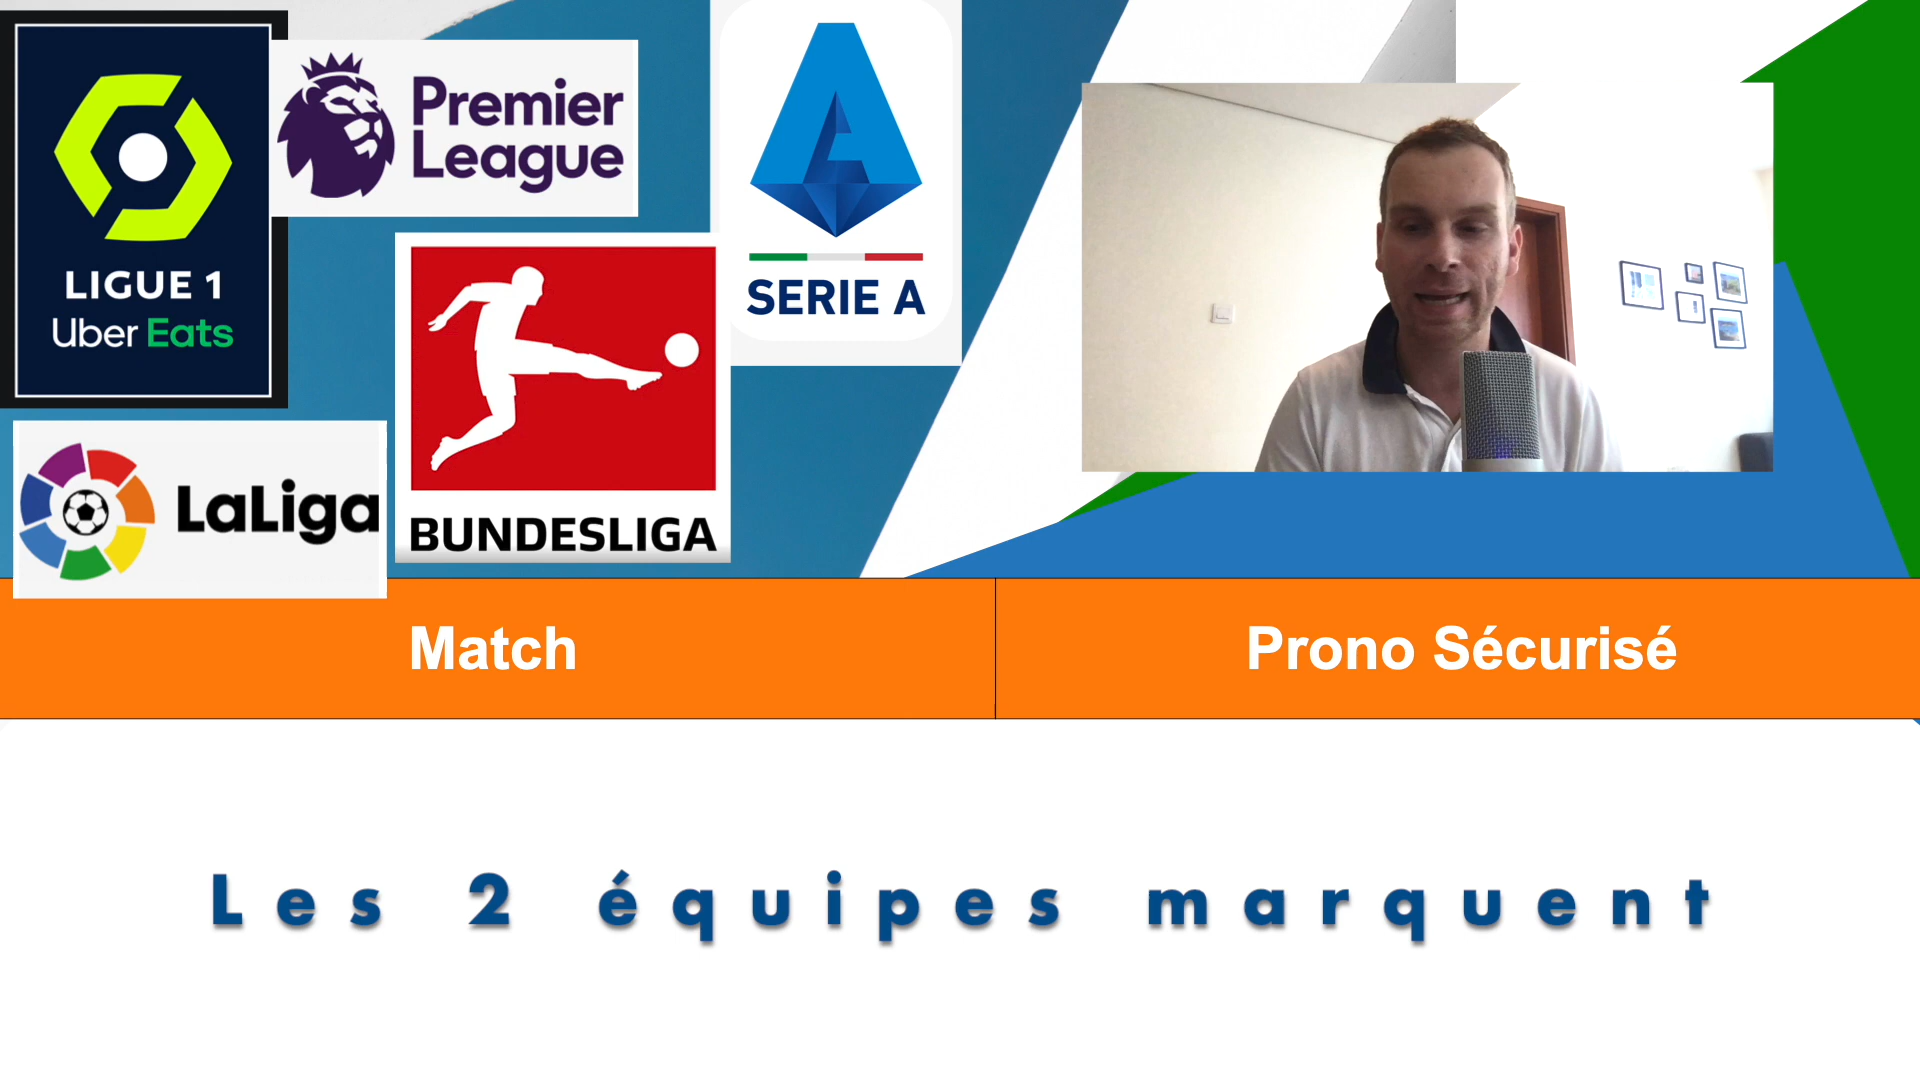 LIGUE 1
Uber Eats
Premier
League
SERIE A
BUNDESLIGA
LaLiga
Match
Prono Sécurisé
Les 2 équipes marquent